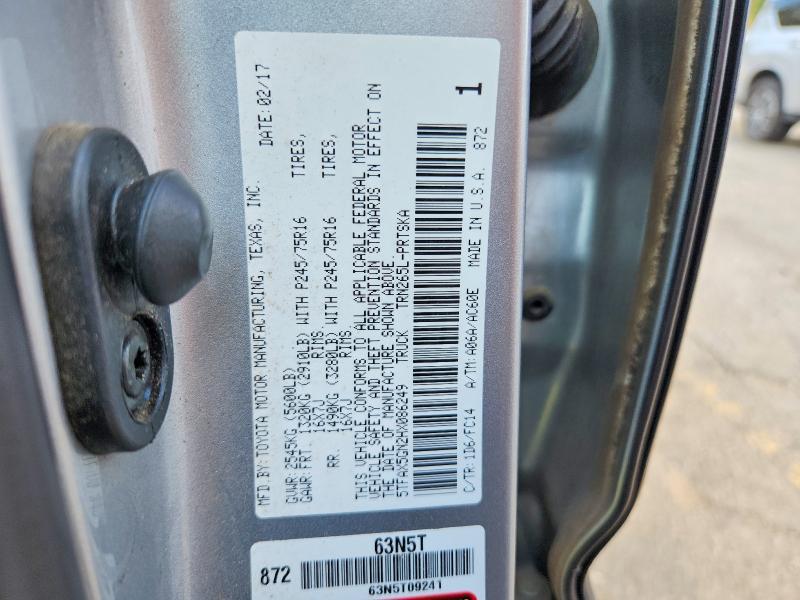 MFD.BY: TOYOTA MOTOR MANUFACTURING, TEXAS, INC. DATE: 02/17
GVWR: 2545KG (5600LB)
GAWR: FRT. 1320KG (2910LB) WITH P245/75R16 TIRES,
16X7J RIMS
RR. 1490KG (3280LB) WITH P245/75R16 TIRES,
16X7J RIMS
THIS VEHICLE CONFORMS TO ALL APPLICABLE FEDERAL MOTOR
VEHICLE SAFETY AND THEFT PREVENTION STANDARDS IN EFFECT ON
THE DATE OF MANUFACTURE SHOWN ABOVE.
5TFAX5GN2HX086249 TRUCK TRN265L-PRTSKA
C/TR: 1D6/FC14 A/TM: A06A/AC60E MADE IN U.S.A. 872
1
63N5T
872
63N5T09241